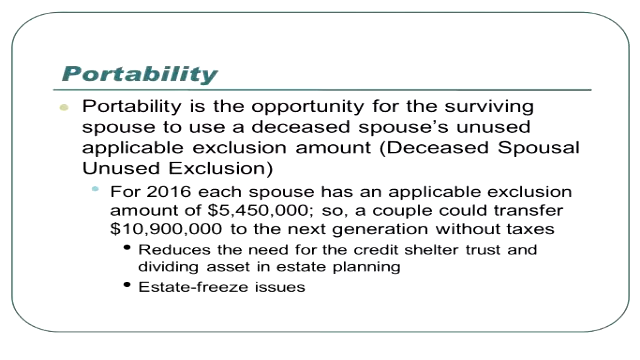 Portability
Portability is the opportunity for the surviving
spouse to use a deceased spouse's unused
applicable exclusion amount (Deceased Spousal
Unused Exclusion)
For 2016 each spouse has an applicable exclusion
amount of $5,450,000; so, a couple could transfer
$10,900,000 to the next generation without taxes
Reduces the need for the credit shelter trust and
dividing asset in estate planning
Estate-freeze issues